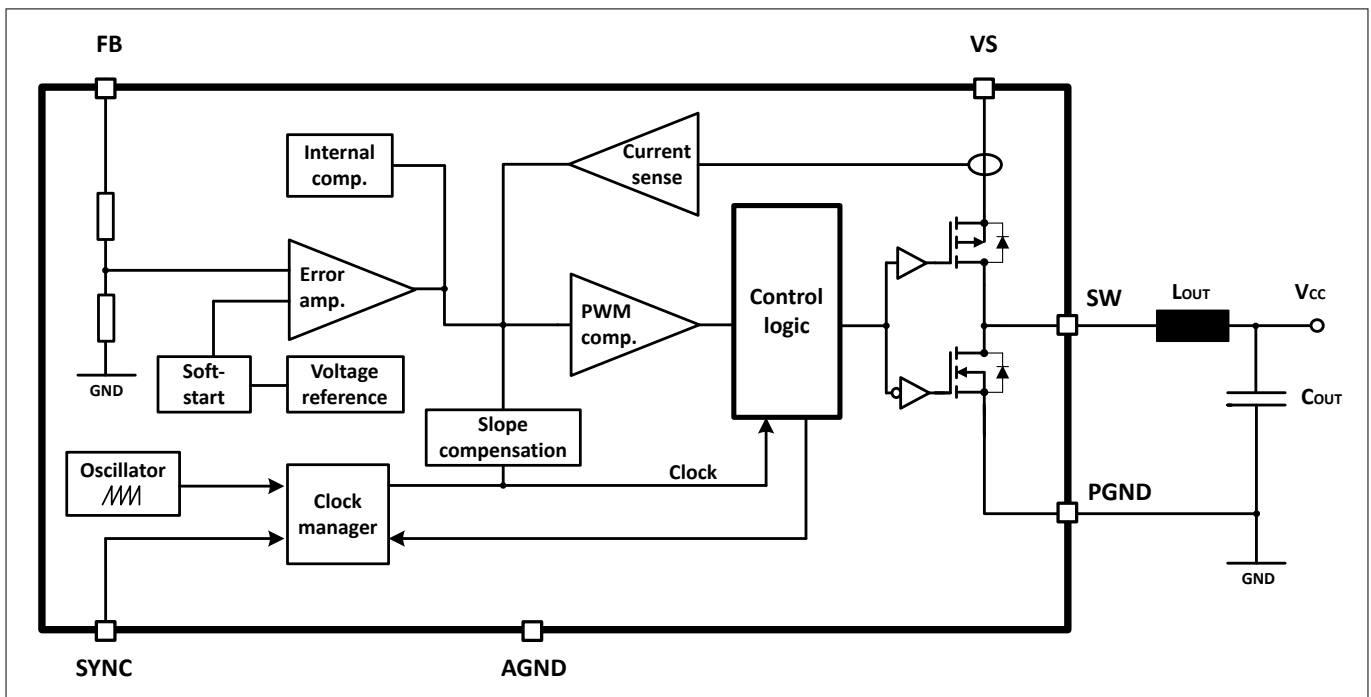 FB
VS
Internal
comp.
Current
sense
Error
amp.
PWM
comp.
Control
logic
SW
LOUT
VCC
GND
Soft-
start
Voltage
reference
COUT
Slope
compensation
Oscillator
Clock
Clock
manager
PGND
GND
SYNC
AGND